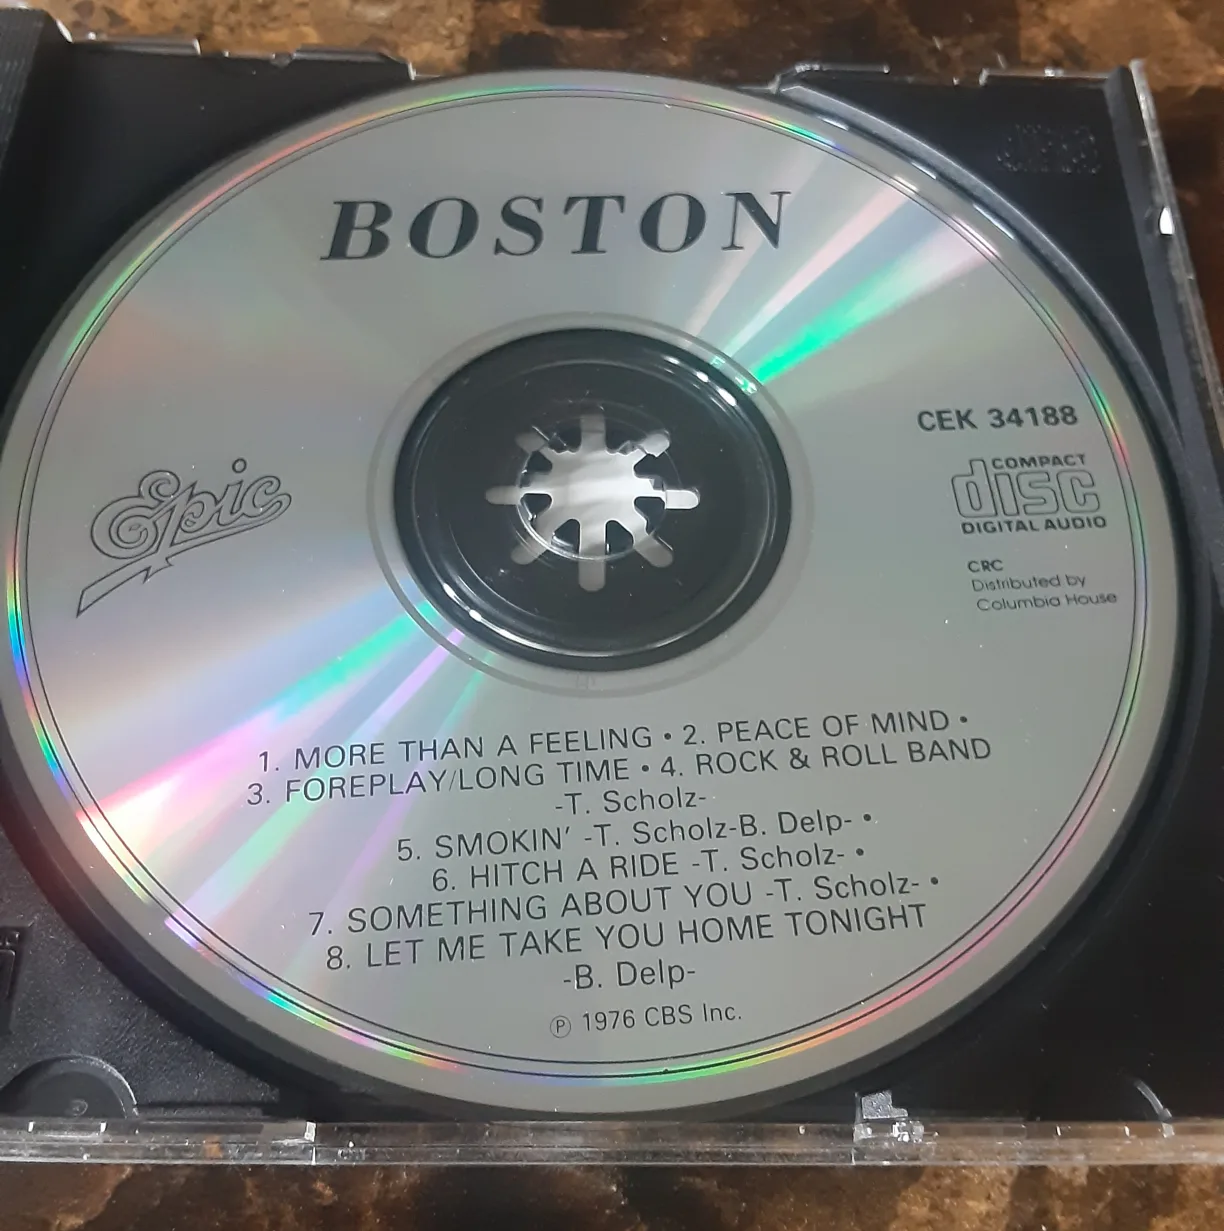 BOSTON
CEK 34188
COMPACT
disc
DIGITAL AUDIO
Epic
CRC
Distributed by
Columbia House
1. MORE THAN A FEELING • 2. PEACE OF MIND •
3. FOREPLAY/LONG TIME • 4. ROCK & ROLL BAND
-T. Scholz-
5. SMOKIN' -T. Scholz-B. Delp- •
6. HITCH A RIDE -T. Scholz- •
7. SOMETHING ABOUT YOU -T. Scholz- •
8. LET ME TAKE YOU HOME TONIGHT
-B. Delp-
℗ 1976 CBS Inc.